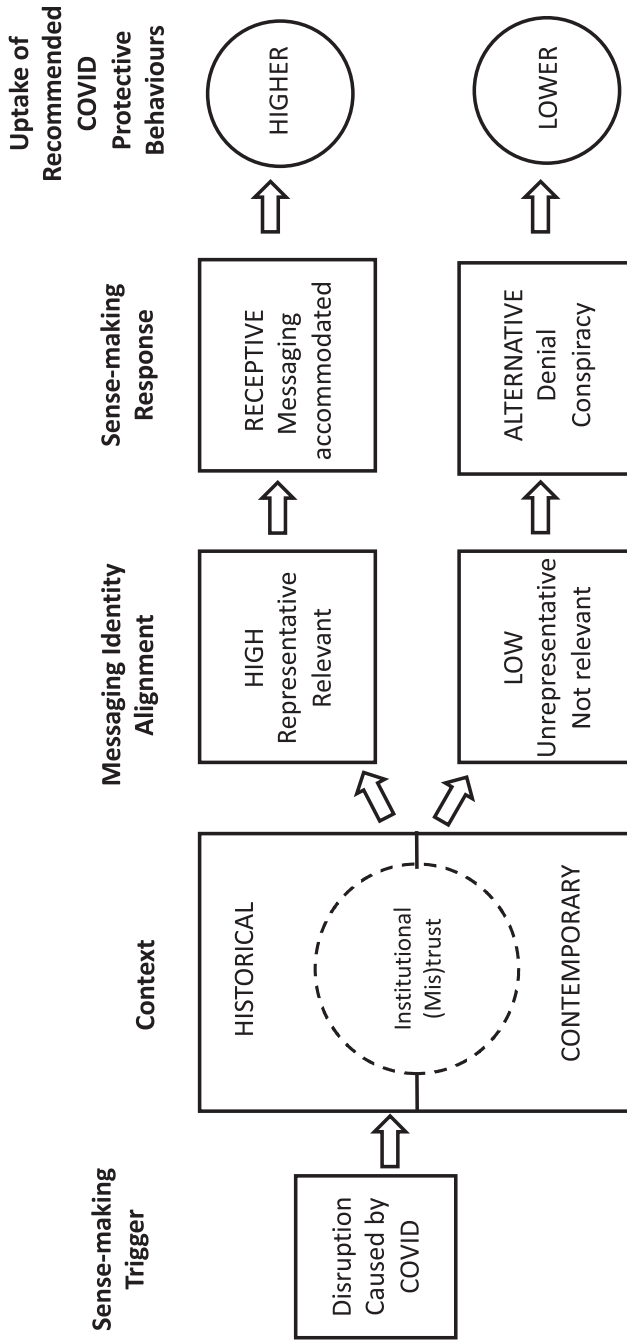 Sense-making
Trigger
Disruption
Caused by
COVID
Context
HISTORICAL
Institutional
(Mis)trust
CONTEMPORARY
Messaging Identity
Alignment
HIGH
Representative
Relevant
LOW
Unrepresentative
Not relevant
Sense-making
Response
RECEPTIVE
Messaging
accommodated
ALTERNATIVE
Denial
Conspiracy
Uptake of
Recommended
COVID
Protective
Behaviours
HIGHER
LOWER